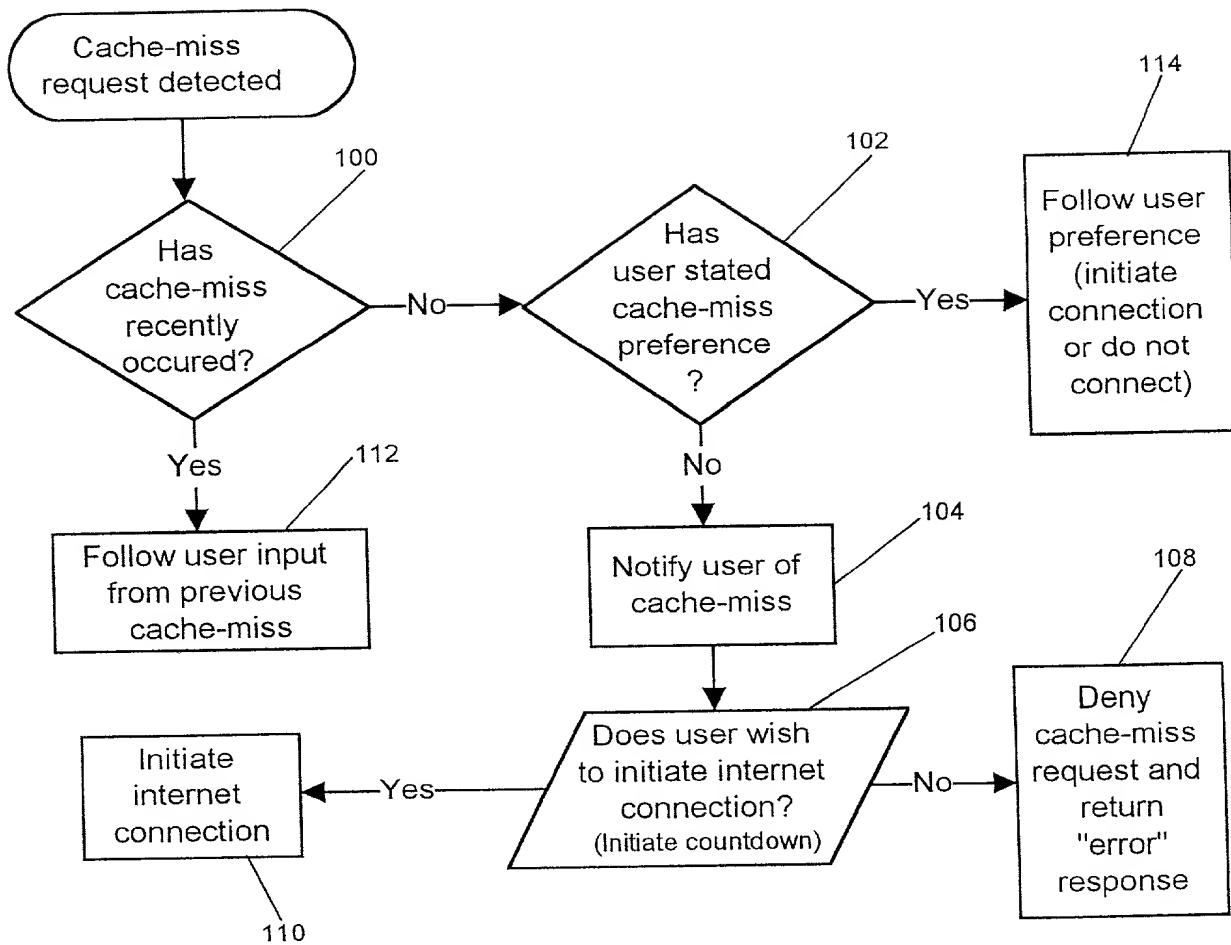 Cache-miss
request detected
100
Has
cache-miss
recently
occured?
No
102
Has
user stated
cache-miss
preference
?
Yes
114
Follow user
preference
(initiate
connection
or do not
connect)
Yes
112
Follow user input
from previous
cache-miss
No
104
Notify user of
cache-miss
106
Does user wish
to initiate internet
connection?
(Initiate countdown)
Yes
Initiate
internet
connection
110
No
108
Deny
cache-miss
request and
return
"error"
response